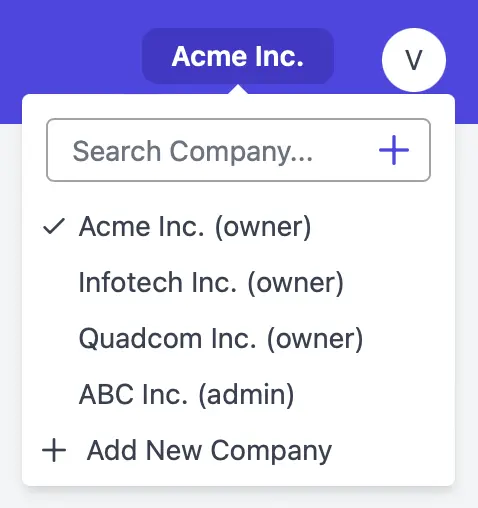 Acme Inc.
V
Search Company...
Acme Inc. (owner)
Infotech Inc. (owner)
Quadcom Inc. (owner)
ABC Inc. (admin)
Add New Company